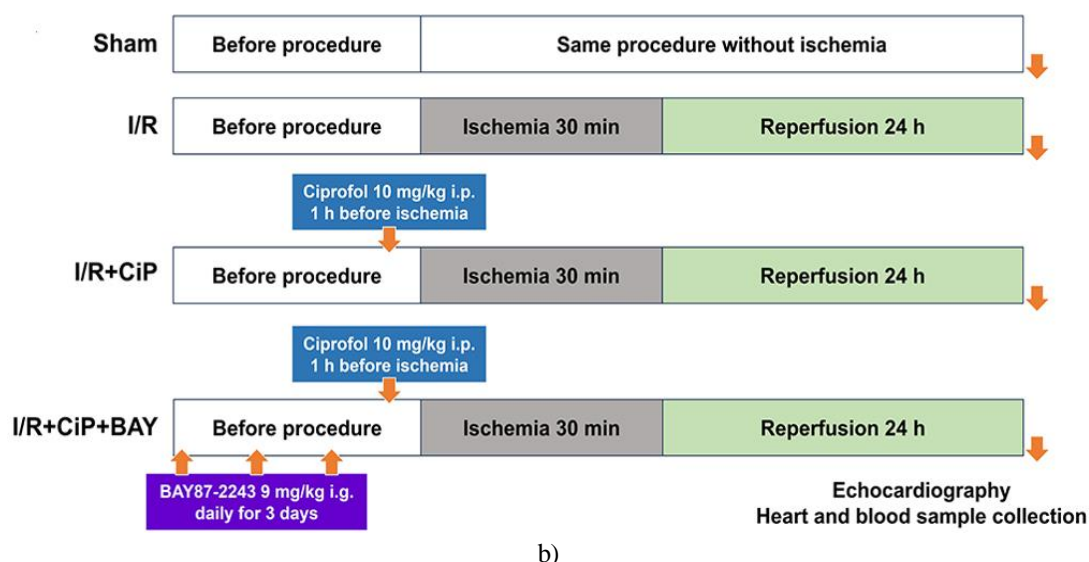 Sham Before procedure Same procedure without ischemia
I/R Before procedure Ischemia 30 min Reperfusion 24 h
Ciprofol 10 mg/kg i.p.
1 h before ischemia
I/R+CiP Before procedure Ischemia 30 min Reperfusion 24 h
Ciprofol 10 mg/kg i.p.
1 h before ischemia
I/R+CiP+BAY Before procedure Ischemia 30 min Reperfusion 24 h
BAY87-2243 9 mg/kg i.g.
daily for 3 days
Echocardiography
Heart and blood sample collection
b)